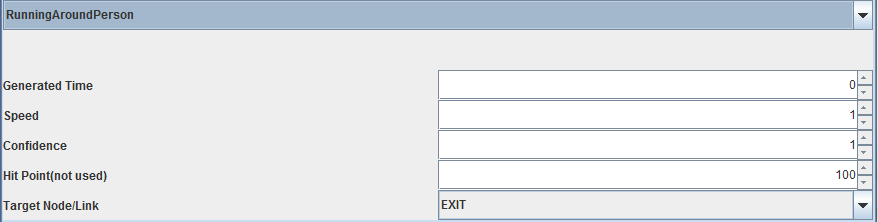 RunningAroundPerson
Generated Time 0
Speed 1
Confidence 1
Hit Point(not used) 100
Target Node/Link EXIT